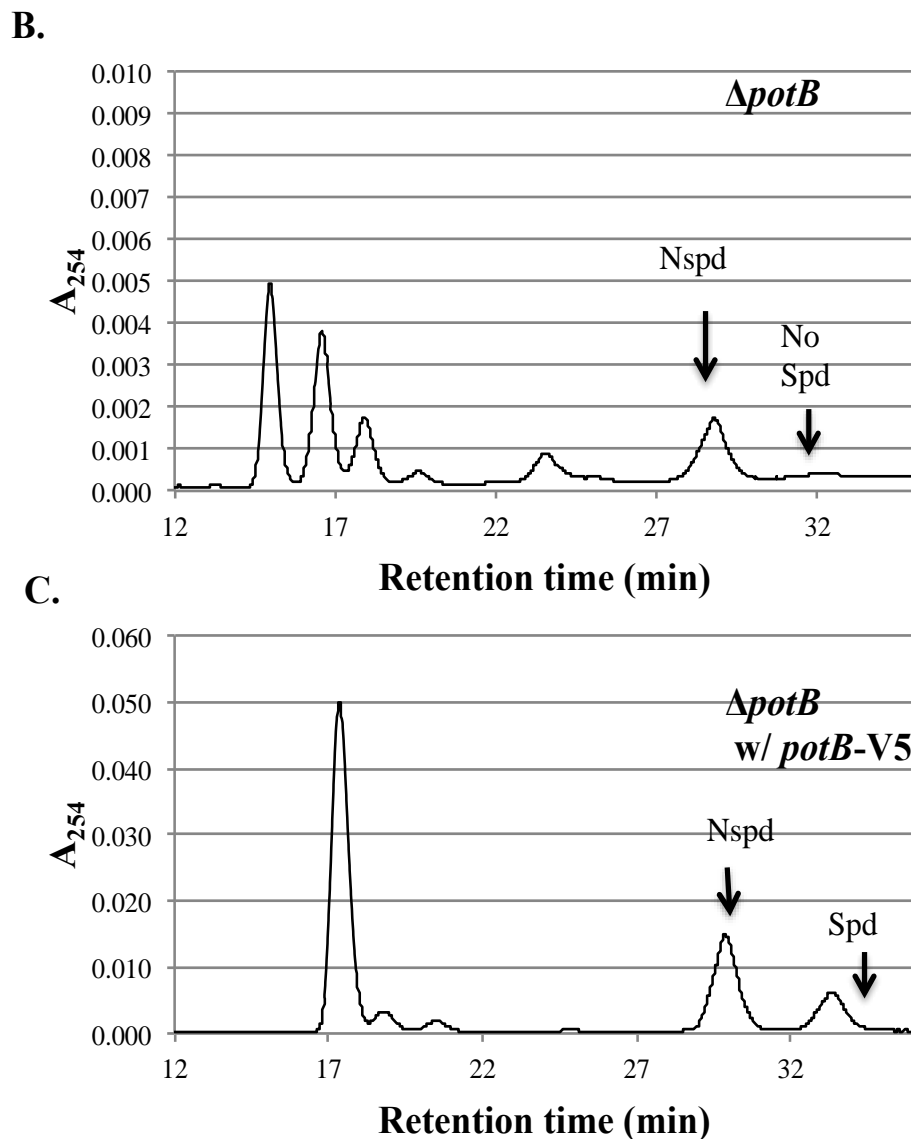 B.
ΔpotB
0.010
0.009
0.008
0.007
0.006
0.005
0.004
0.003
0.002
0.001
0.000
A254
Nspd
No
Spd
12
17
22
27
32
Retention time (min)
C.
ΔpotB
w/ potB-V5
0.060
0.050
0.040
0.030
0.020
0.010
0.000
A254
Nspd
Spd
12
17
22
27
32
Retention time (min)